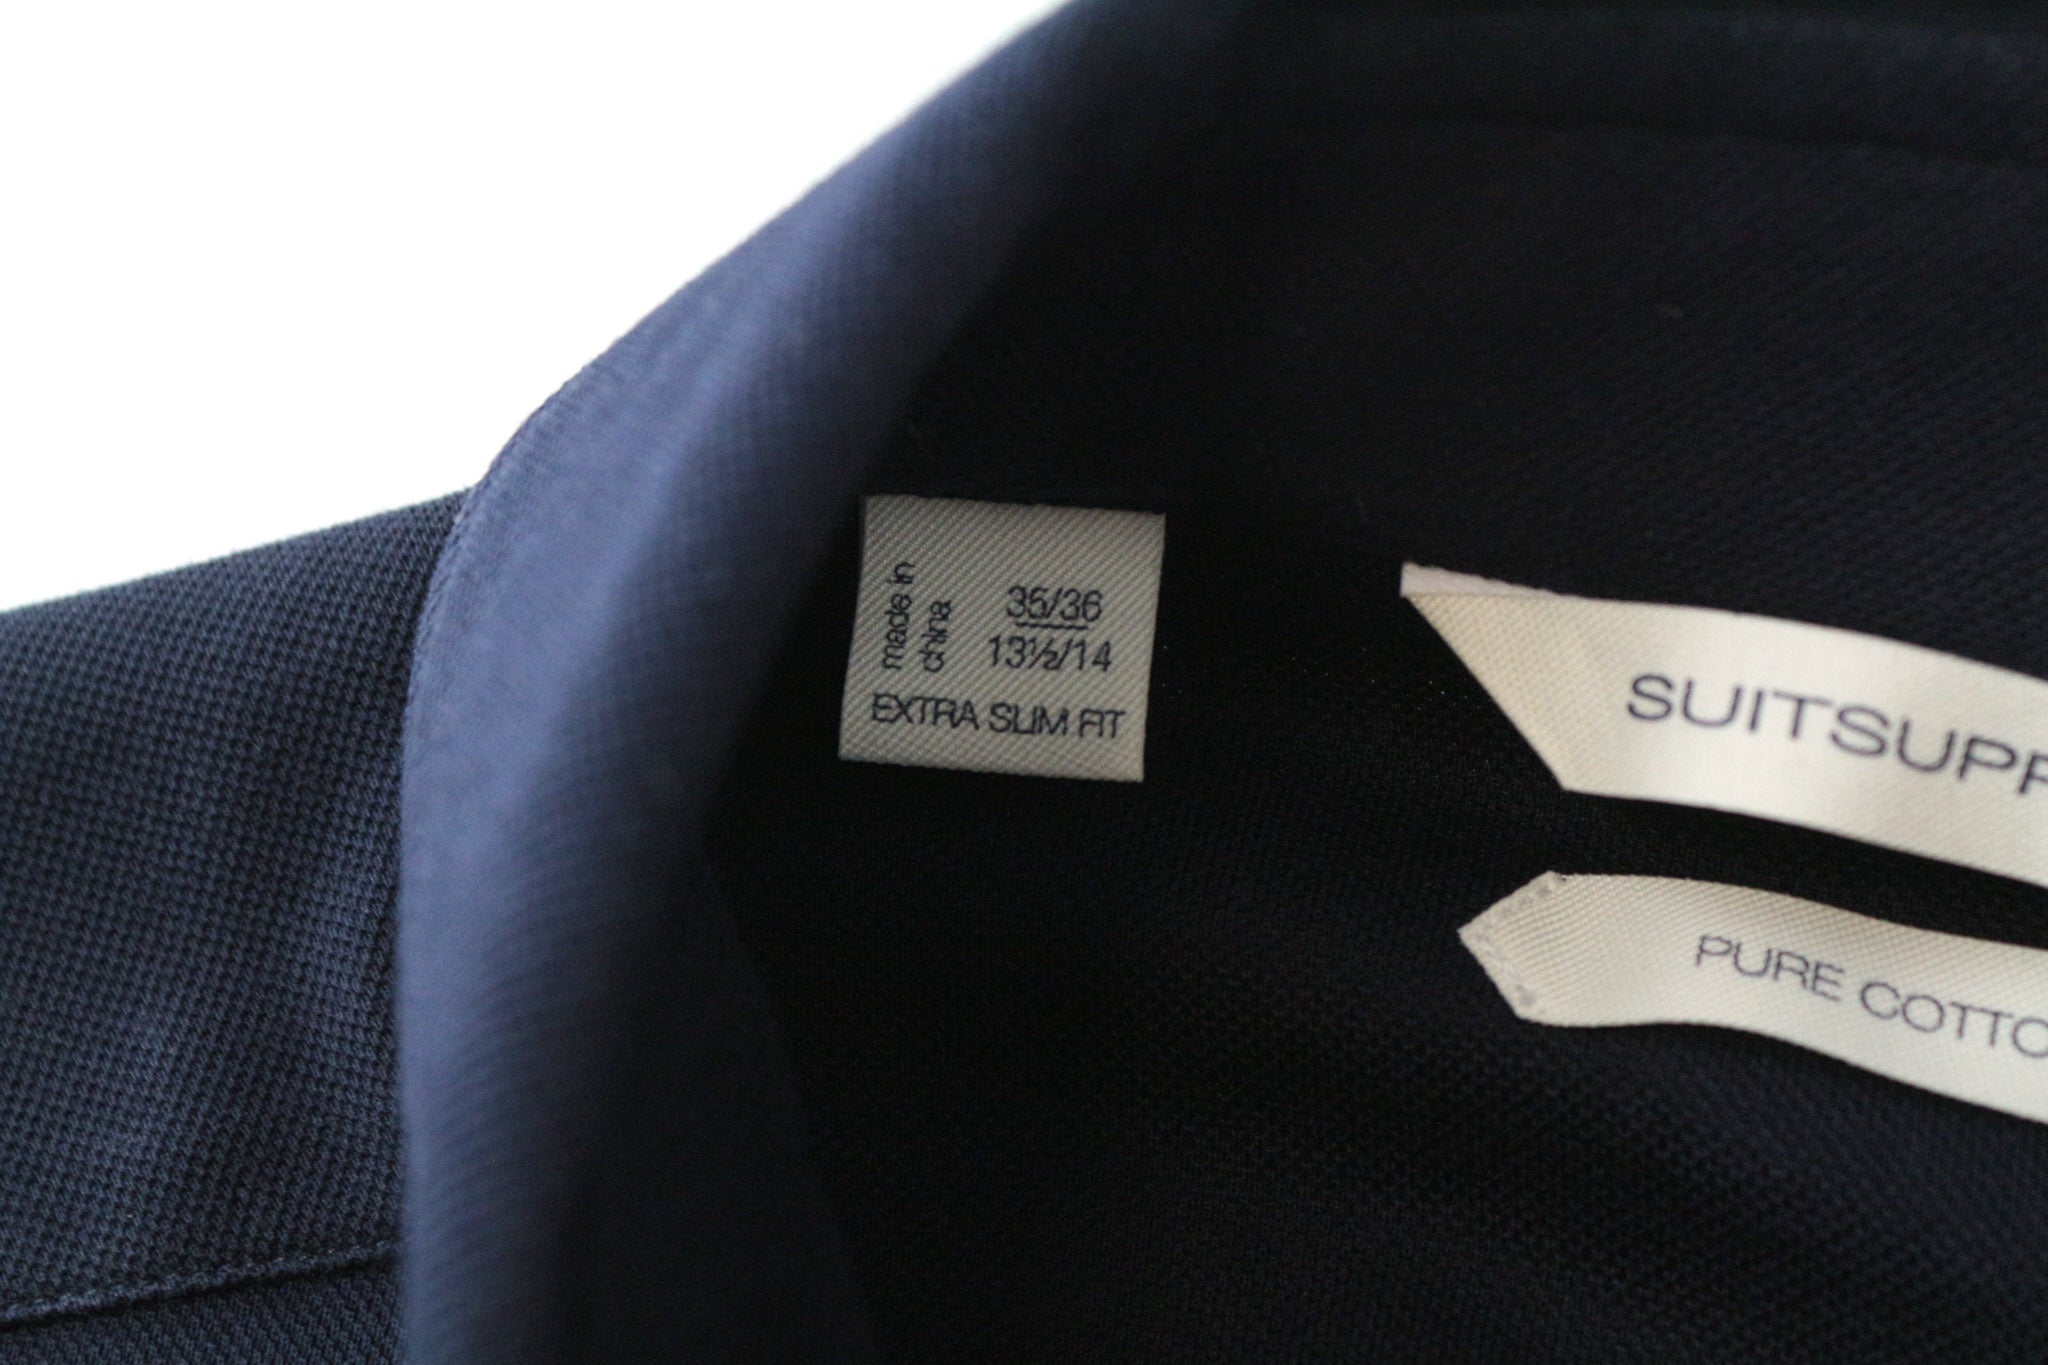 made in
china
35/36
13½/14
EXTRA SLIM FIT
SUITSUPP
PURE COTTO